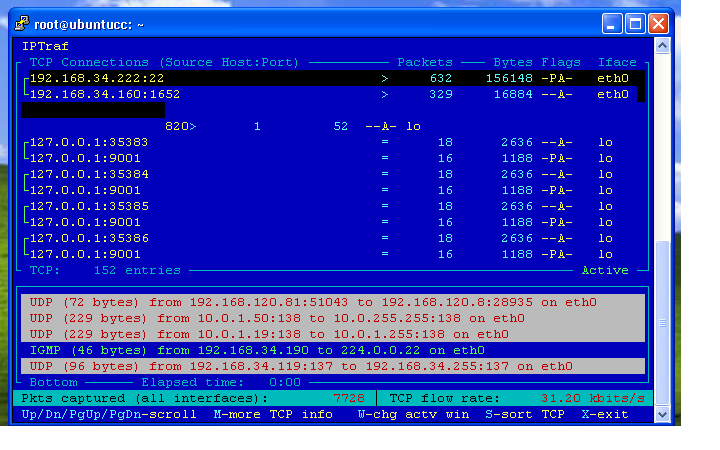 root@ubuntucc: ~
IPTraf
TCP Connections (Source Host:Port) Packets Bytes Flags Iface
192.168.34.222:22 > 632 156148 -PA- eth0
192.168.34.160:1652 > 329 16884 --A- eth0
820> 1 52 --A- lo
127.0.0.1:35383 = 18 2636 --A- lo
127.0.0.1:9001 = 16 1188 -PA- lo
127.0.0.1:35384 = 18 2636 --A- lo
127.0.0.1:9001 = 16 1188 -PA- lo
127.0.0.1:35385 = 18 2636 --A- lo
127.0.0.1:9001 = 16 1188 -PA- lo
127.0.0.1:35386 = 18 2636 --A- lo
127.0.0.1:9001 = 16 1188 -PA- lo
TCP: 152 entries Active
UDP (72 bytes) from 192.168.120.81:51043 to 192.168.120.8:28935 on eth0
UDP (229 bytes) from 10.0.1.50:138 to 10.0.255.255:138 on eth0
UDP (229 bytes) from 10.0.1.19:138 to 10.0.1.255:138 on eth0
IGMP (46 bytes) from 192.168.34.190 to 224.0.0.22 on eth0
UDP (96 bytes) from 192.168.34.119:137 to 192.168.34.255:137 on eth0
Bottom Elapsed time: 0:00
Pkts captured (all interfaces): 7728 TCP flow rate: 31.20 kbits/s
Up/Dn/PgUp/PgDn-scroll M-more TCP info W-chg actv win S-sort TCP X-exit